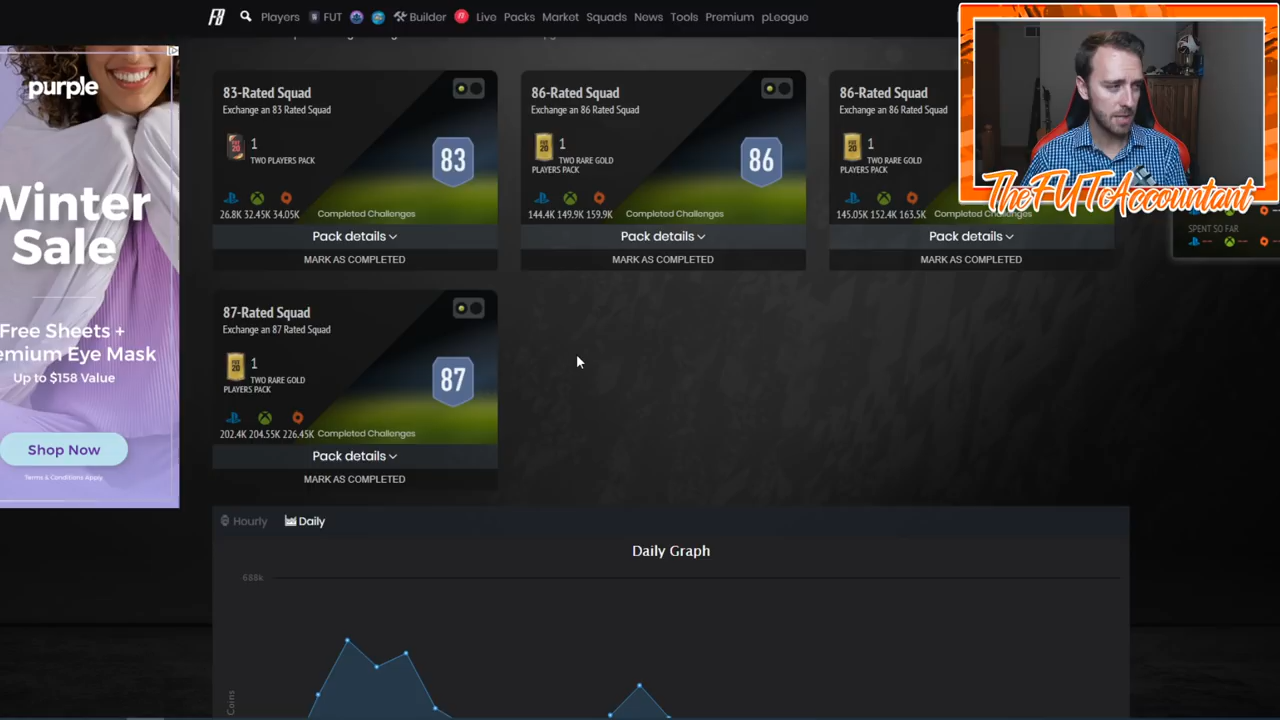 F8 Players FUT Builder Live Packs Market Squads News Tools Premium pLeague
purple
Winter
Sale
Free Sheets +
emium Eye Mask
Up to $158 Value
Shop Now
Terms & Conditions Apply
83-Rated Squad
Exchange an 83 Rated Squad
1
TWO PLAYERS PACK
83
26.8K 32.45K 34.05K Completed Challenges
Pack details
MARK AS COMPLETED
86-Rated Squad
Exchange an 86 Rated Squad
1
TWO RARE GOLD
PLAYERS PACK
86
144.4K 149.9K 159.9K Completed Challenges
Pack details
MARK AS COMPLETED
86-Rated Squad
Exchange an 86 Rated Squad
1
TWO RARE GOLD
PLAYERS PACK
145.05K 152.4K 163.5K Completed Challenges
Pack details
MARK AS COMPLETED
TheFUTAccountant
SPENT SO FAR
87-Rated Squad
Exchange an 87 Rated Squad
1
TWO RARE GOLD
PLAYERS PACK
87
202.4K 204.55K 226.45K Completed Challenges
Pack details
MARK AS COMPLETED
Hourly Daily
Daily Graph
688k
Coins